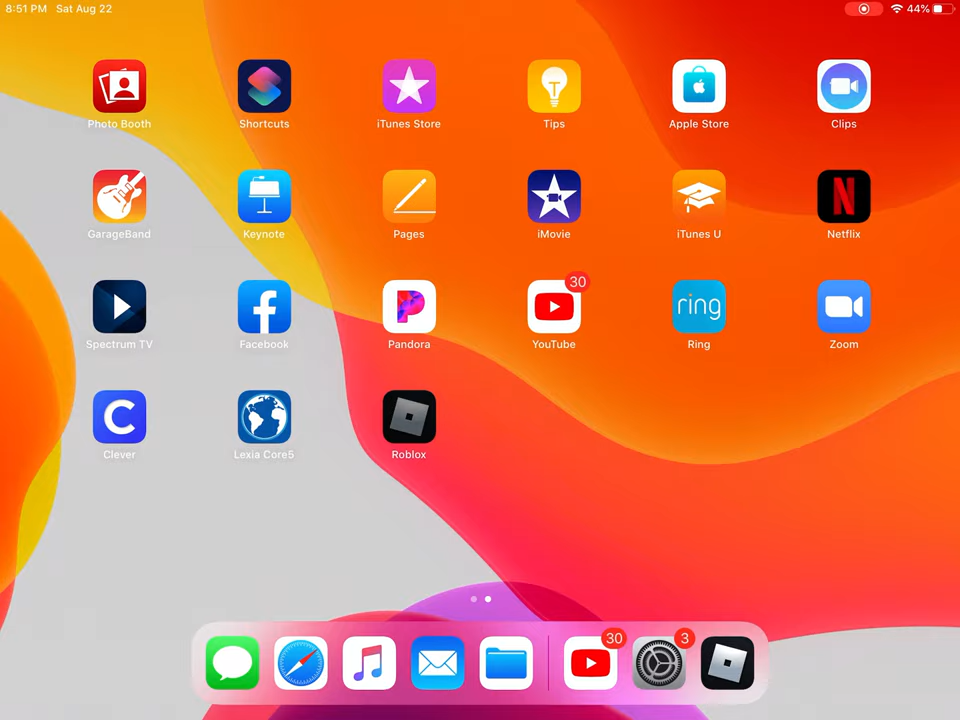 8:51 PM Sat Aug 22 44%
Photo Booth Shortcuts iTunes Store Tips Apple Store Clips
GarageBand Keynote Pages iMovie iTunes U Netflix
30
ring
Spectrum TV Facebook Pandora YouTube Ring Zoom
Clever Lexia Core5 Roblox
30 3